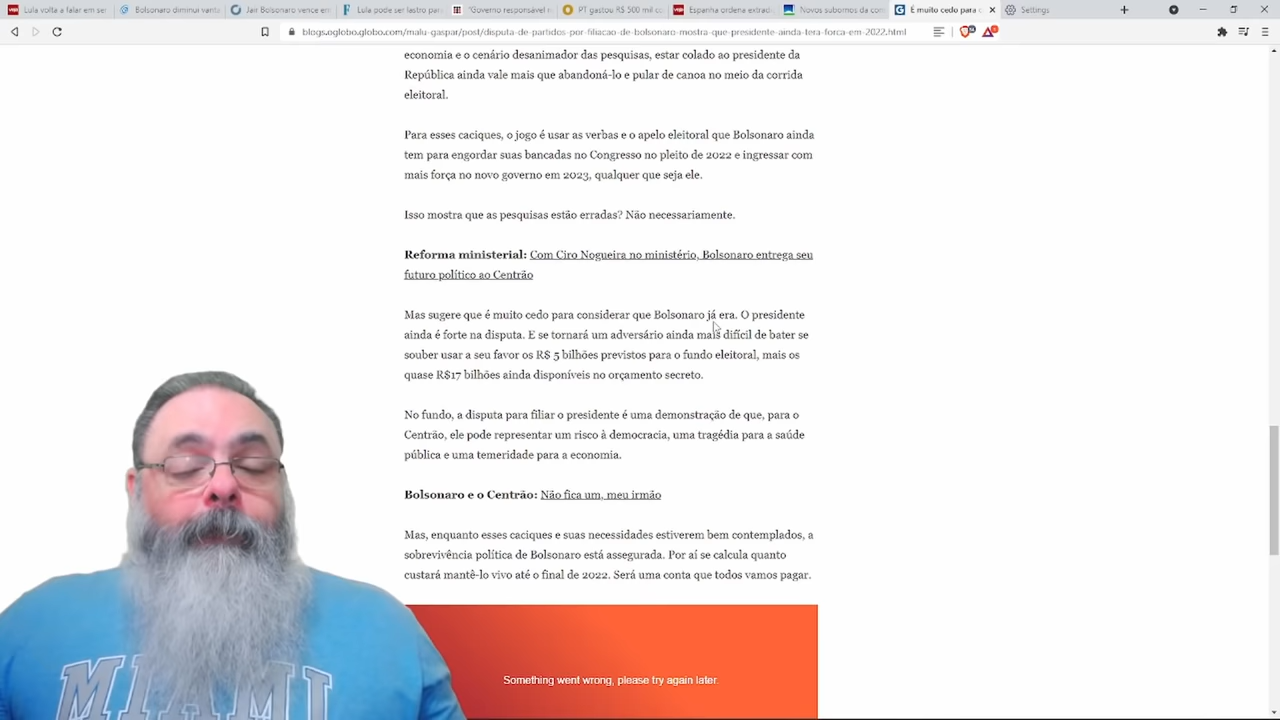 Lula volta a falar em ser
Bolsonaro diminui vanta
Jair Bolsonaro vence em
Lula pode ser lastro par
"Governo responsável n
PT gastou R$ 500 mil co
Espanha ordena extradi
Novos subornos da com
É muito cedo para c
Settings
blogs.oglobo.globo.com/malu-gaspar/post/disputa-de-partidos-por-filiacao-de-bolsonaro-mostra-que-presidente-ainda-tera-forca-em-2022.html
economia e o cenário desanimador das pesquisas, estar colado ao presidente da
República ainda vale mais que abandoná-lo e pular de canoa no meio da corrida
eleitoral.
Para esses caciques, o jogo é usar as verbas e o apelo eleitoral que Bolsonaro ainda
tem para engordar suas bancadas no Congresso no pleito de 2022 e ingressar com
mais força no novo governo em 2023, qualquer que seja ele.
Isso mostra que as pesquisas estão erradas? Não necessariamente.
Reforma ministerial: Com Ciro Nogueira no ministério, Bolsonaro entrega seu
futuro político ao Centrão
Mas sugere que é muito cedo para considerar que Bolsonaro já era. O presidente
ainda é forte na disputa. E se tornará um adversário ainda mais difícil de bater se
souber usar a seu favor os R$ 5 bilhões previstos para o fundo eleitoral, mais os
quase R$17 bilhões ainda disponíveis no orçamento secreto.
No fundo, a disputa para filiar o presidente é uma demonstração de que, para o
Centrão, ele pode representar um risco à democracia, uma tragédia para a saúde
pública e uma temeridade para a economia.
Bolsonaro e o Centrão: Não fica um, meu irmão
Mas, enquanto esses caciques e suas necessidades estiverem bem contemplados, a
sobrevivência política de Bolsonaro está assegurada. Por aí se calcula quanto
custará mantê-lo vivo até o final de 2022. Será uma conta que todos vamos pagar.
Something went wrong, please try again later.
MIAMI